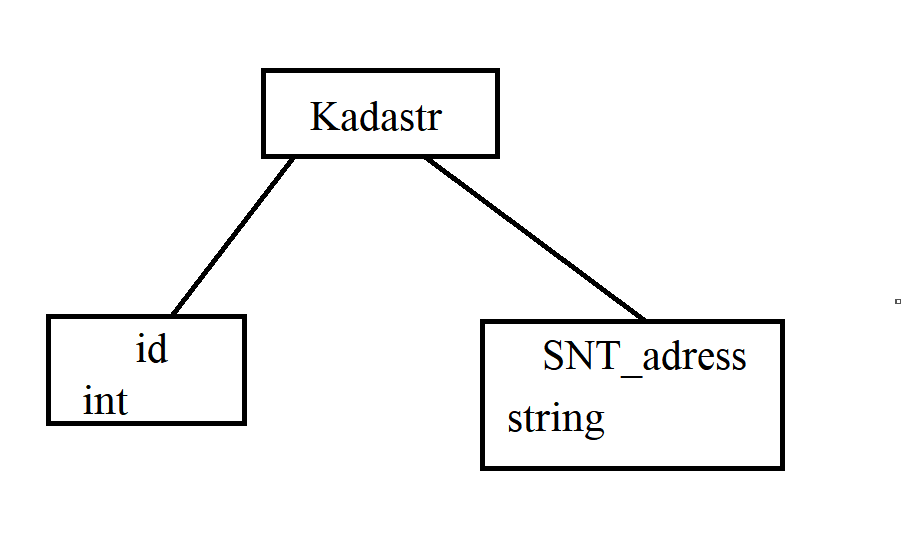 Kadastr
id
int
SNT_adress
string